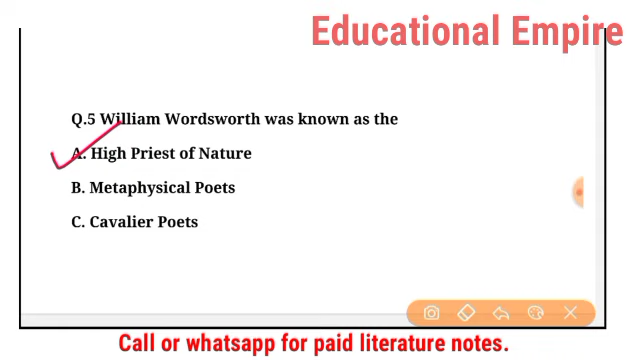 Educational Empire
Q.5 William Wordsworth was known as the
A. High Priest of Nature
B. Metaphysical Poets
C. Cavalier Poets
Call or whatsapp for paid literature notes.